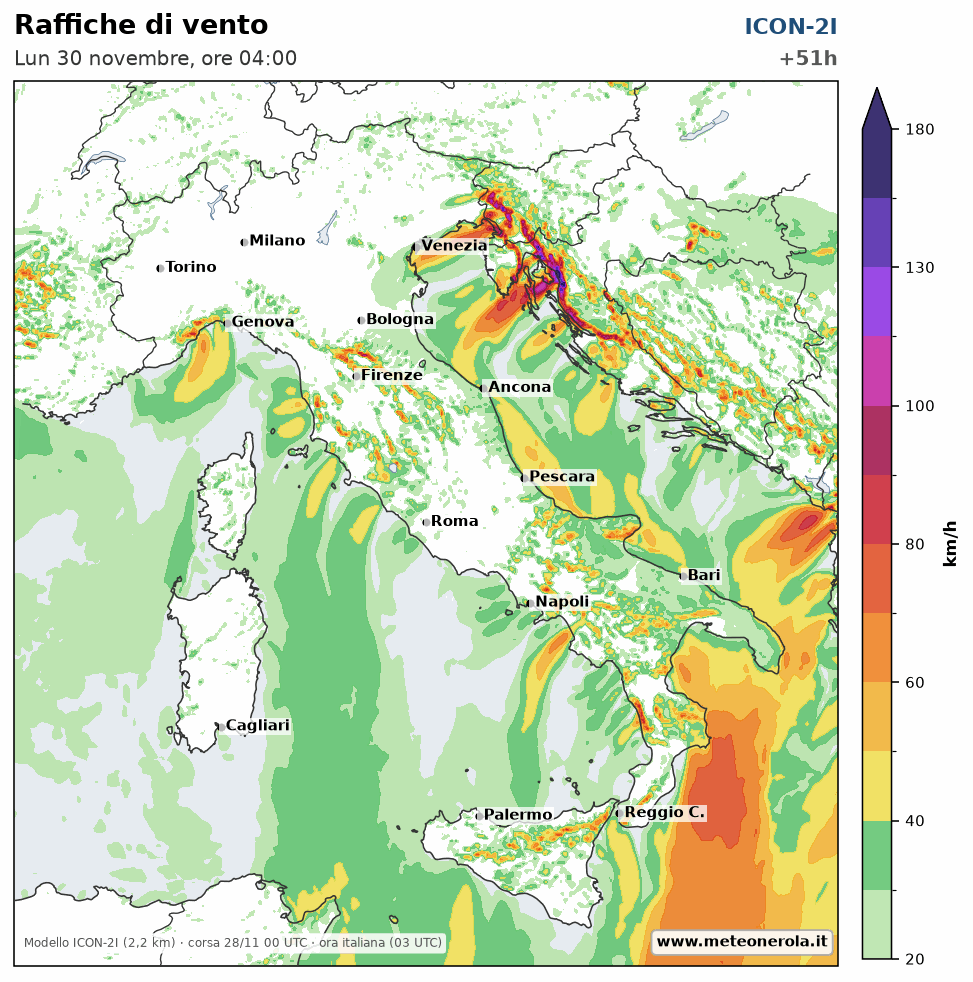 Raffiche di vento
ICON-2I
Lun 30 novembre, ore 04:00
+51h
180
130
100
80
60
40
20
km/h
Milano
Venezia
Torino
Genova
Bologna
Firenze
Ancona
Pescara
Roma
Bari
Napoli
Cagliari
Palermo
Reggio C.
Modello ICON-2I (2,2 km) · corsa 28/11 00 UTC · ora italiana (03 UTC)
www.meteonerola.it